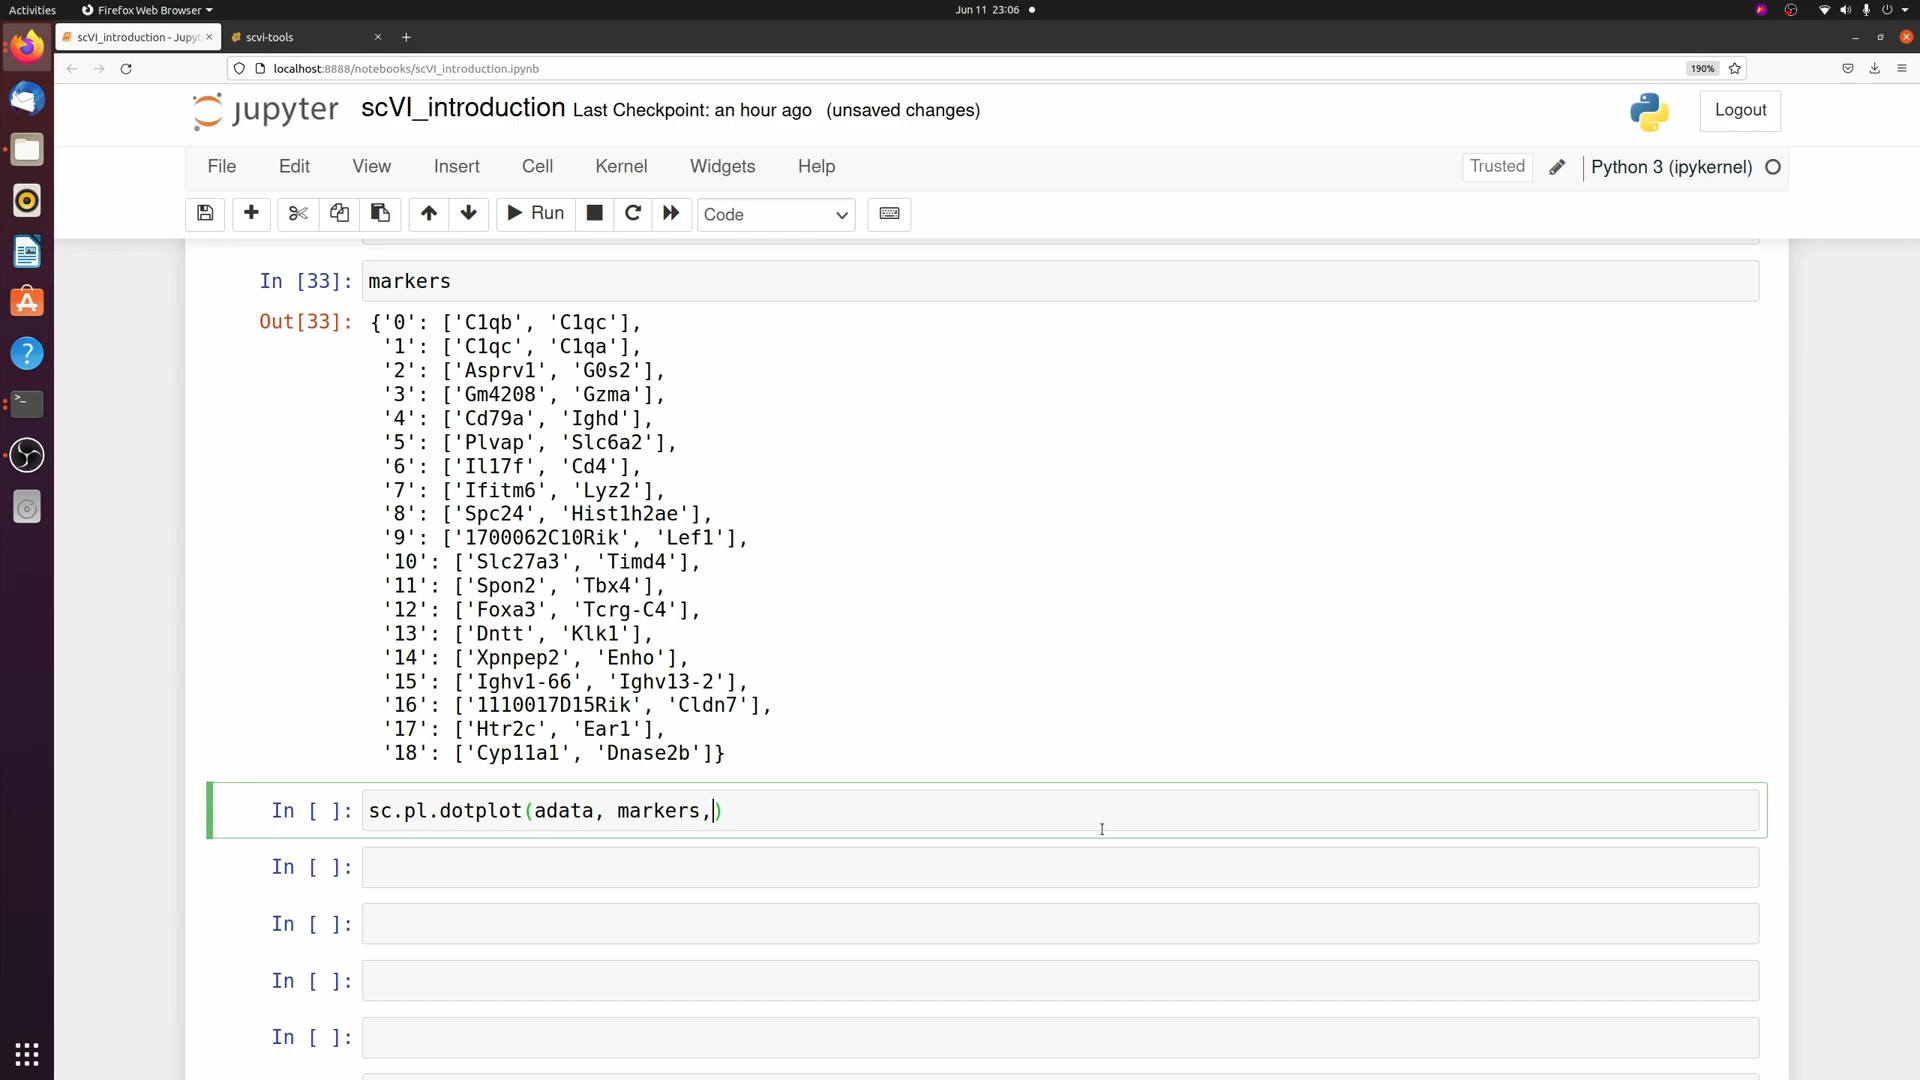 Activities Firefox Web Browser Jun 11 23:06
scVI_introduction - Jupyt scvi-tools
localhost:8888/notebooks/scVI_introduction.ipynb 190%
jupyter scVI_introduction Last Checkpoint: an hour ago (unsaved changes) Logout
File Edit View Insert Cell Kernel Widgets Help Trusted Python 3 (ipykernel)
Run Code
In [33]: markers
Out[33]: {'0': ['C1qb', 'C1qc'],
'1': ['C1qc', 'C1qa'],
'2': ['Asprv1', 'G0s2'],
'3': ['Gm4208', 'Gzma'],
'4': ['Cd79a', 'Ighd'],
'5': ['Plvap', 'Slc6a2'],
'6': ['Il17f', 'Cd4'],
'7': ['Ifitm6', 'Lyz2'],
'8': ['Spc24', 'Hist1h2ae'],
'9': ['1700062C10Rik', 'Lef1'],
'10': ['Slc27a3', 'Timd4'],
'11': ['Spon2', 'Tbx4'],
'12': ['Foxa3', 'Tcrg-C4'],
'13': ['Dntt', 'Klk1'],
'14': ['Xpnpep2', 'Enho'],
'15': ['Ighv1-66', 'Ighv13-2'],
'16': ['1110017D15Rik', 'Cldn7'],
'17': ['Htr2c', 'Ear1'],
'18': ['Cyp11a1', 'Dnase2b']}
In [ ]: sc.pl.dotplot(adata, markers,)
In [ ]:
In [ ]:
In [ ]:
In [ ]: